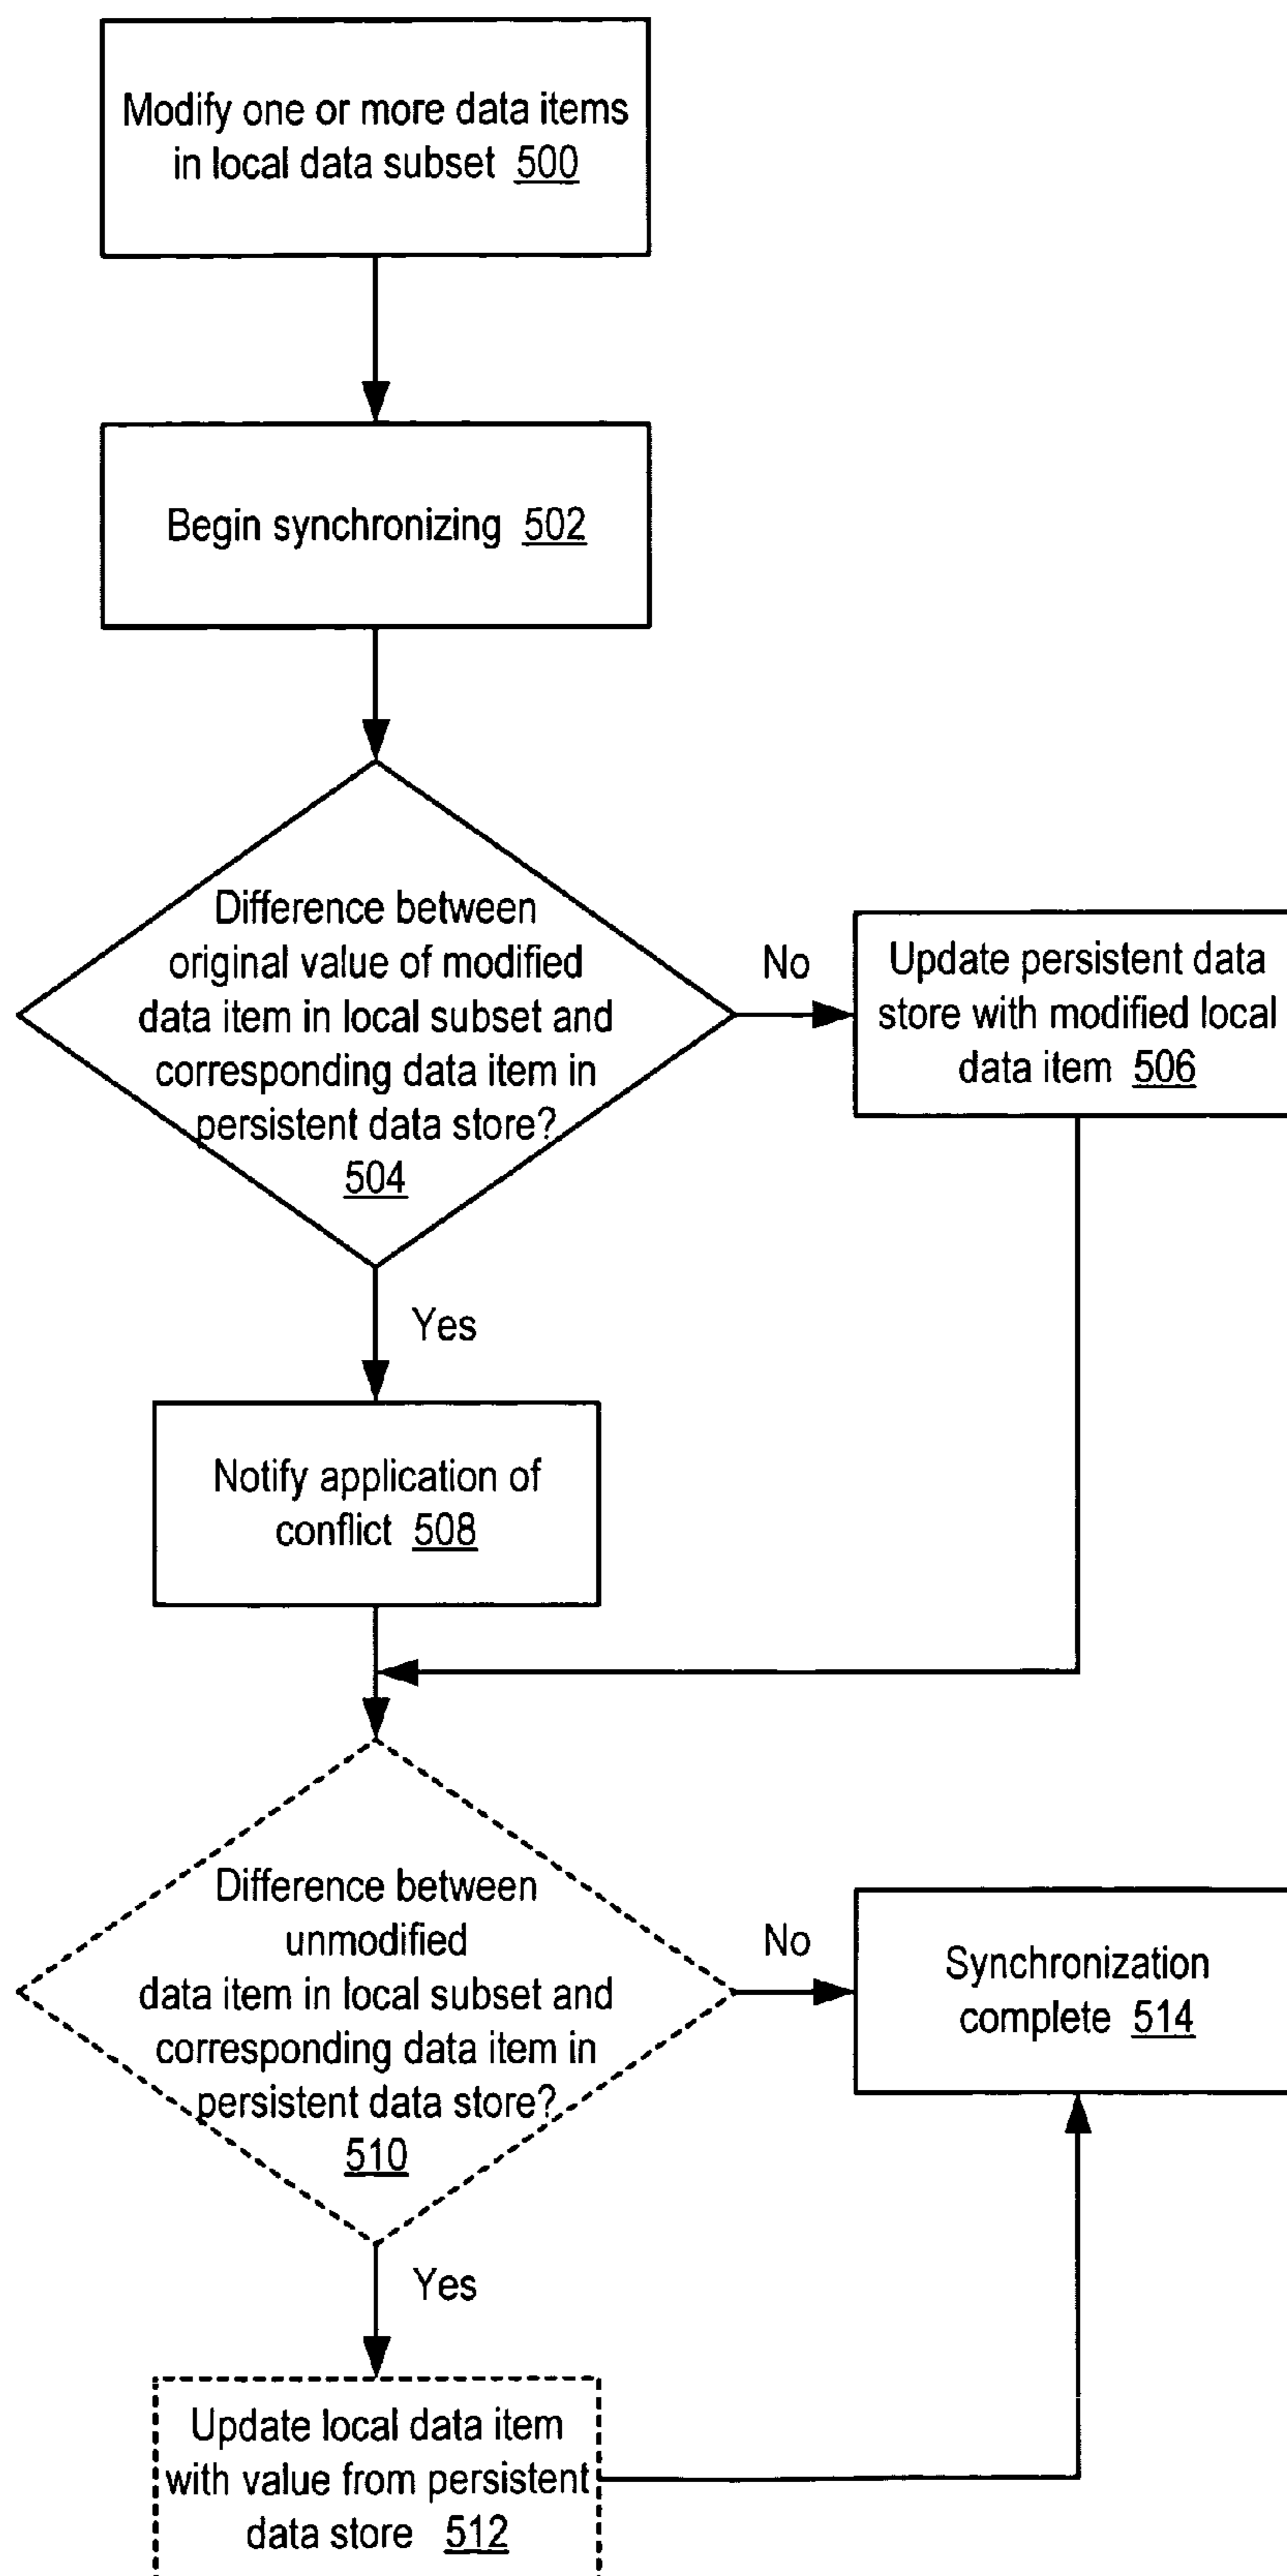 Modify one or more data items
in local data subset 500
Begin synchronizing 502
Difference between
original value of modified
data item in local subset and
corresponding data item in
persistent data store?
504
No
Update persistent data
store with modified local
data item 506
Yes
Notify application of
conflict 508
Difference between
unmodified
data item in local subset and
corresponding data item in
persistent data store?
510
No
Synchronization
complete 514
Yes
Update local data item
with value from persistent
data store 512